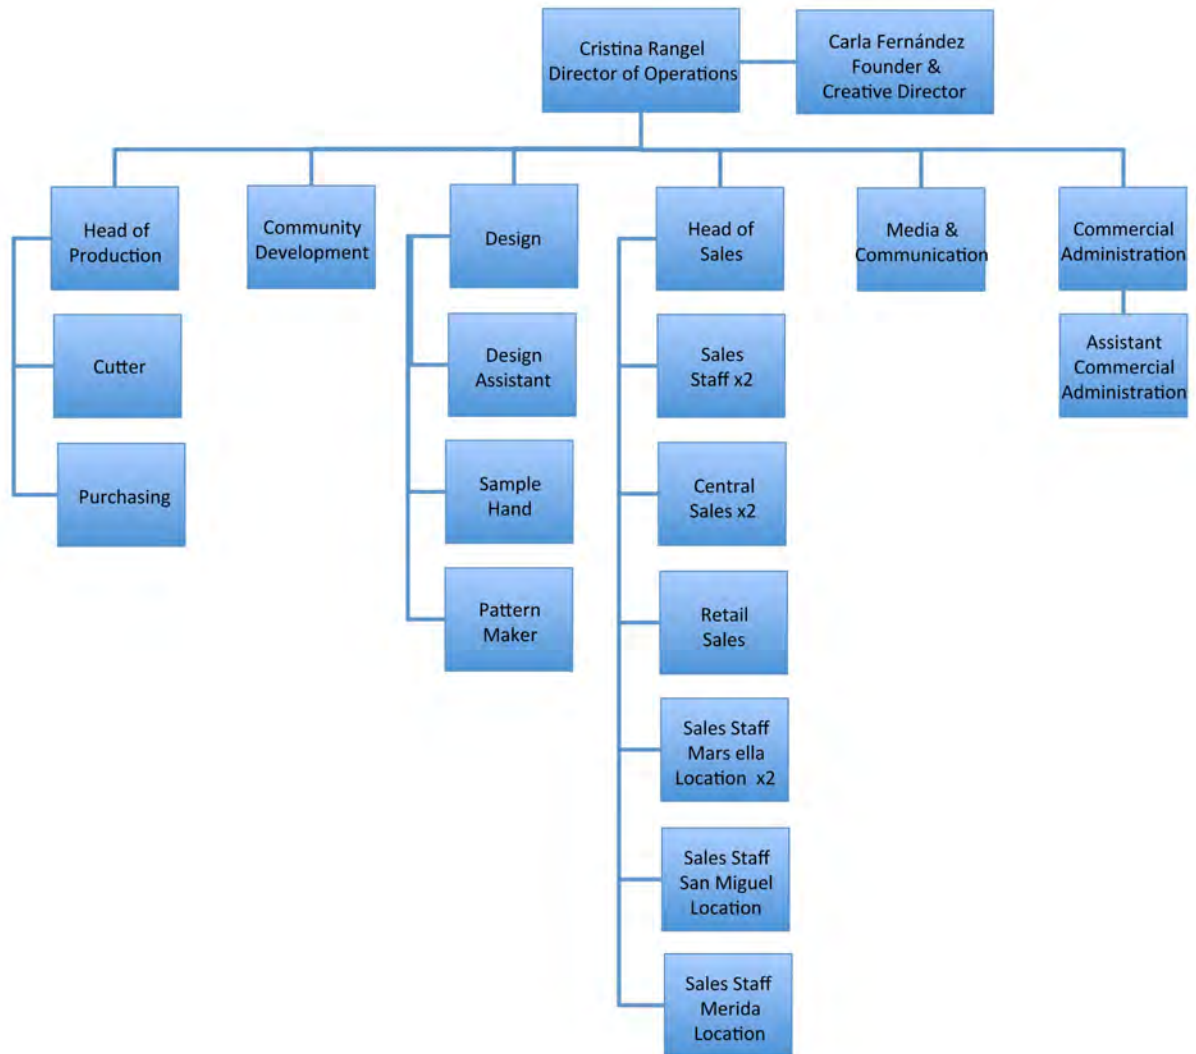 Cristina Rangel
Director of Operations
Carla Fernández
Founder &
Creative Director
Head of
Production
Community
Development
Design
Head of
Sales
Media &
Communication
Commercial
Administration
Cutter
Design
Assistant
Sales
Staff x2
Assistant
Commercial
Administration
Purchasing
Sample
Hand
Central
Sales x2
Pattern
Maker
Retail
Sales
Sales Staff
Mars ella
Location x2
Sales Staff
San Miguel
Location
Sales Staff
Merida
Location